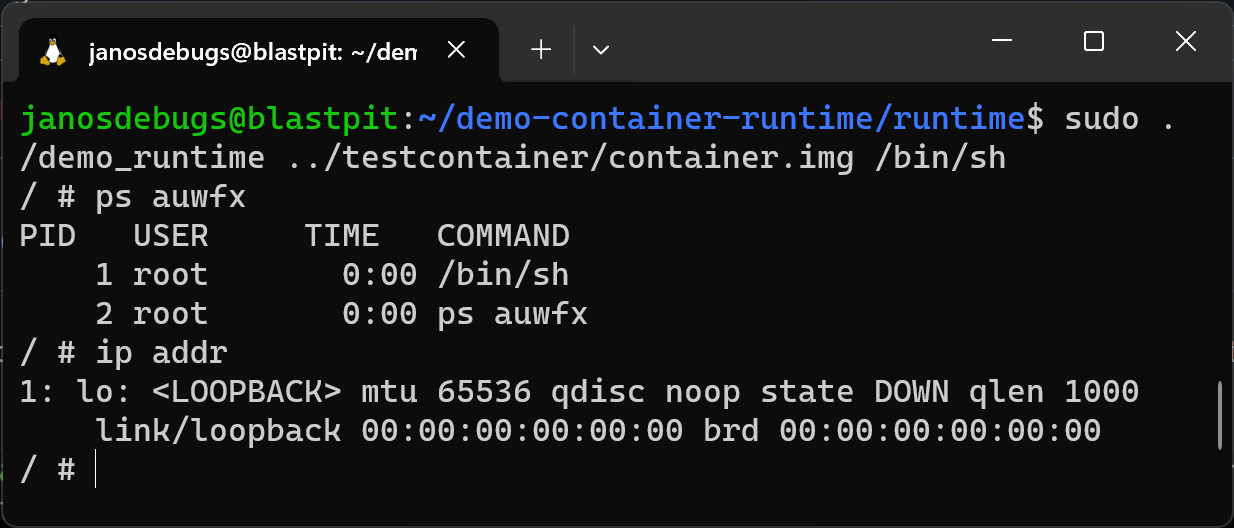 janosdebugs@blastpit: ~/dem
janosdebugs@blastpit:~/demo-container-runtime/runtime$ sudo .
/demo_runtime ../testcontainer/container.img /bin/sh
/ # ps auwfx
PID   USER     TIME   COMMAND
    1 root       0:00 /bin/sh
    2 root       0:00 ps auwfx
/ # ip addr
1: lo: <LOOPBACK> mtu 65536 qdisc noop state DOWN qlen 1000
    link/loopback 00:00:00:00:00:00 brd 00:00:00:00:00:00
/ #